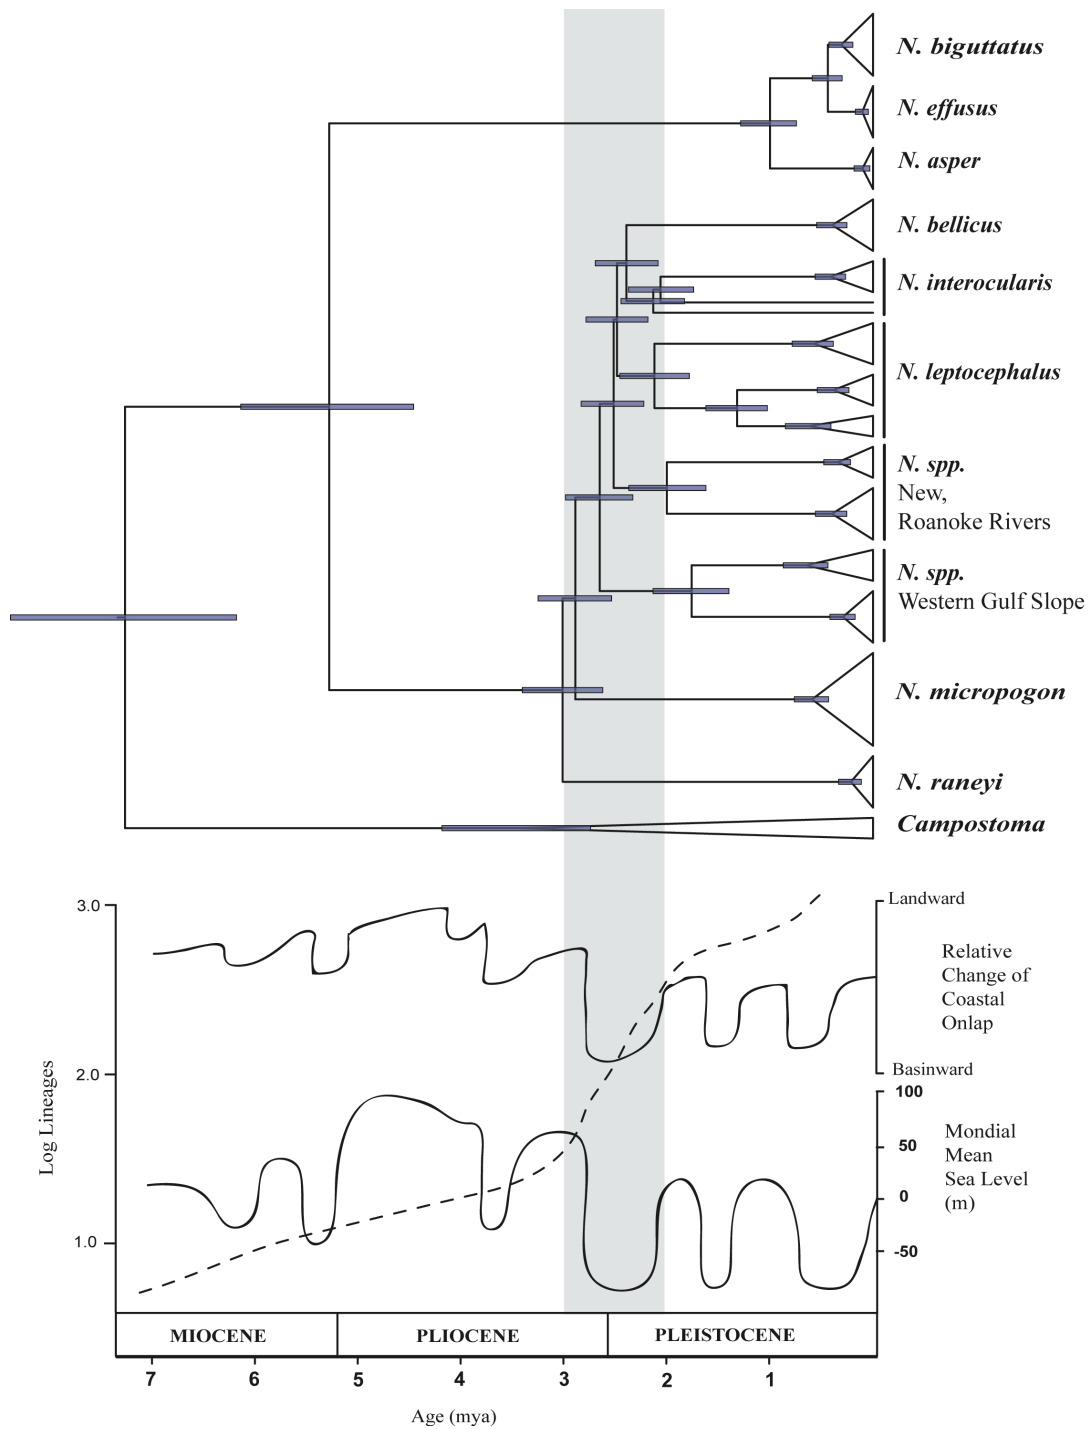 N. biguttatus
N. effusus
N. asper
N. bellicus
N. interocularis
N. leptocephalus
N. spp.
New,
Roanoke Rivers
N. spp.
Western Gulf Slope
N. micropogon
N. raneyi
Campostoma
3.0
2.0
1.0
Log Lineages
Landward
Relative
Change of
Coastal
Onlap
Basinward
100
50
0
-50
Mondial
Mean
Sea Level
(m)
MIOCENE PLIOCENE PLEISTOCENE
7 6 5 4 3 2 1
Age (mya)